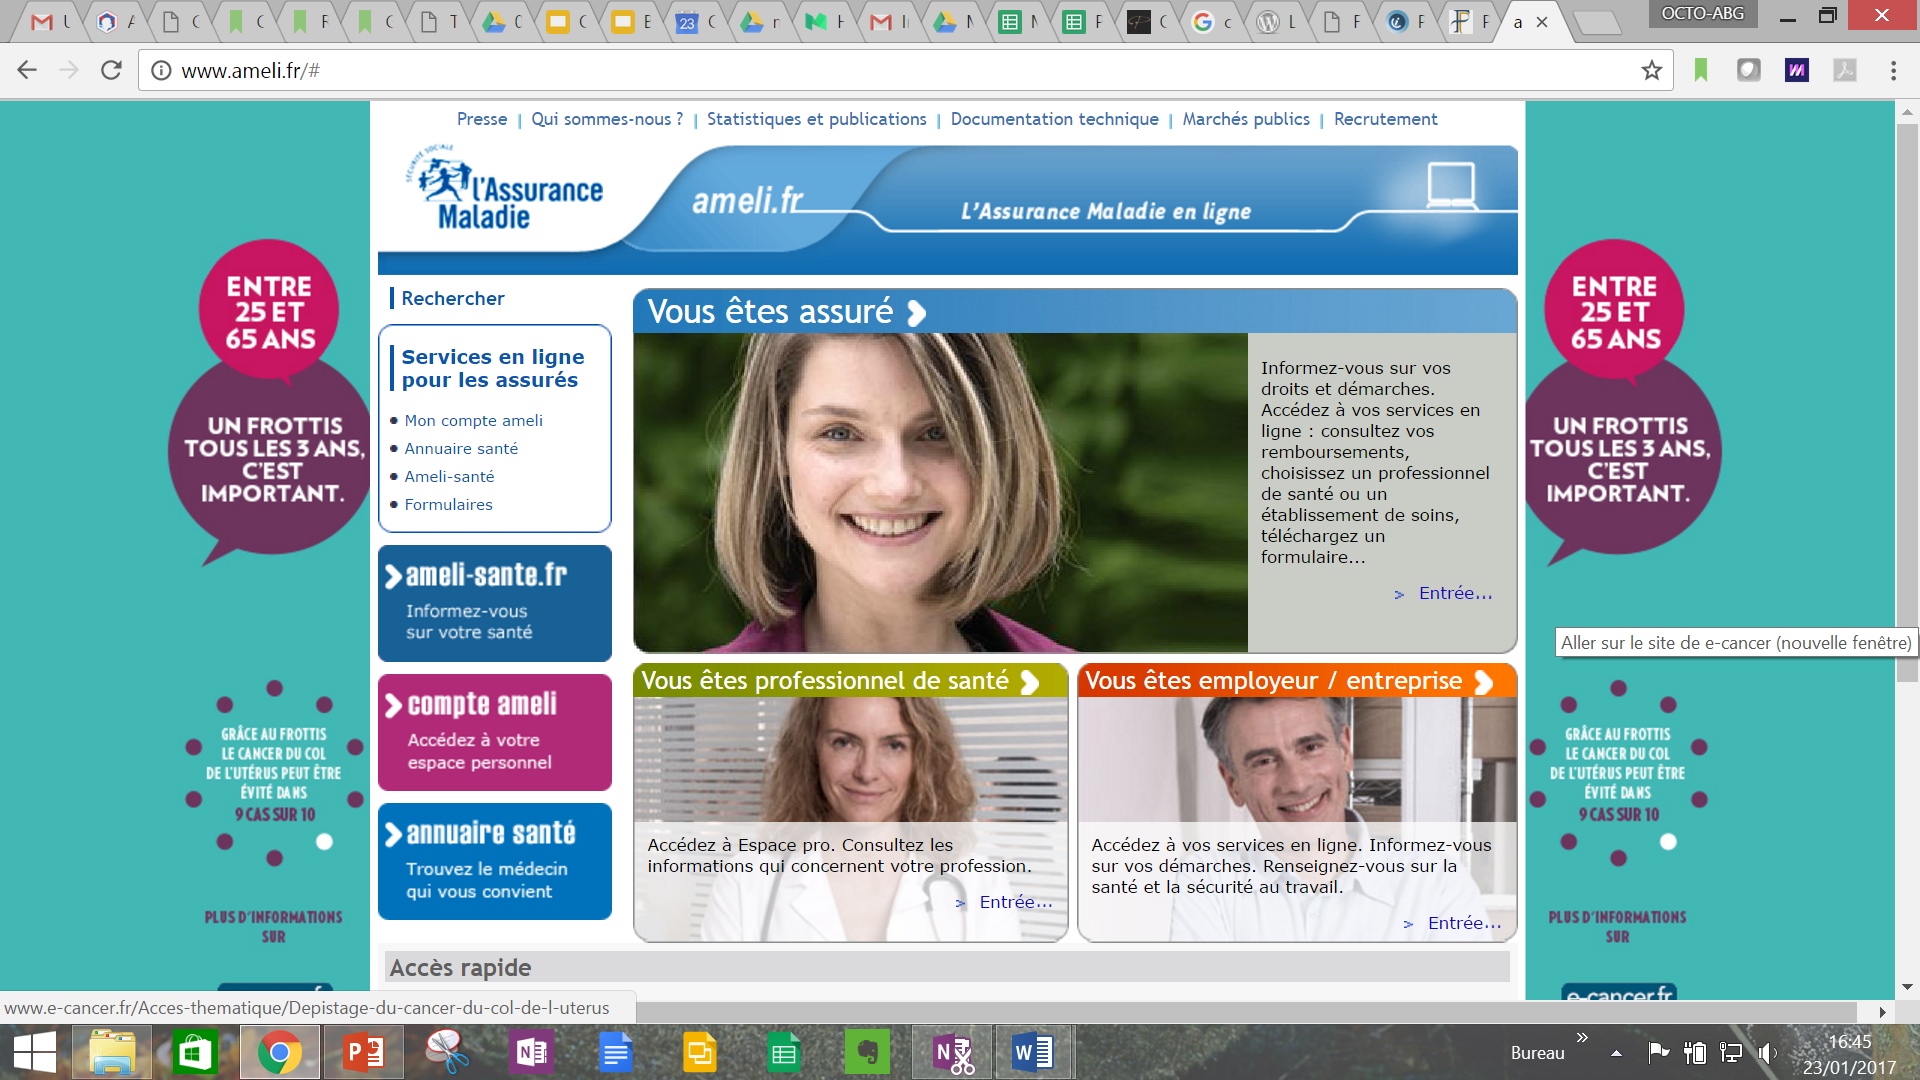 OCTO-ABG
a
www.ameli.fr/#
Presse | Qui sommes-nous ? | Statistiques et publications | Documentation technique | Marchés publics | Recrutement
SÉCURITÉ SOCIALE
l'Assurance
Maladie
ameli.fr
L'Assurance Maladie en ligne
ENTRE
25 ET
65 ANS
UN FROTTIS
TOUS LES 3 ANS,
C'EST
IMPORTANT.
GRÂCE AU FROTTIS
LE CANCER DU COL
DE L'UTÉRUS PEUT ÊTRE
ÉVITÉ DANS
9 CAS SUR 10
PLUS D'INFORMATIONS
SUR
Rechercher
Services en ligne
pour les assurés
Mon compte ameli
Annuaire santé
Ameli-santé
Formulaires
ameli-sante.fr
Informez-vous
sur votre santé
compte ameli
Accédez à votre
espace personnel
annuaire santé
Trouvez le médecin
qui vous convient
Vous êtes assuré
Informez-vous sur vos
droits et démarches.
Accédez à vos services en
ligne : consultez vos
remboursements,
choisissez un professionnel
de santé ou un
établissement de soins,
téléchargez un
formulaire...
> Entrée...
Vous êtes professionnel de santé
Accédez à Espace pro. Consultez les
informations qui concernent votre profession.
> Entrée...
Vous êtes employeur / entreprise
Accédez à vos services en ligne. Informez-vous
sur vos démarches. Renseignez-vous sur la
santé et la sécurité au travail.
> Entrée...
Accès rapide
ENTRE
25 ET
65 ANS
UN FROTTIS
TOUS LES 3 ANS,
C'EST
IMPORTANT.
Aller sur le site de e-cancer (nouvelle fenêtre)
GRÂCE AU FROTTIS
LE CANCER DU COL
DE L'UTÉRUS PEUT ÊTRE
ÉVITÉ DANS
9 CAS SUR 10
PLUS D'INFORMATIONS
SUR
e-cancer.fr
www.e-cancer.fr/Acces-thematique/Depistage-du-cancer-du-col-de-l-uterus
Bureau
16:45
23/01/2017